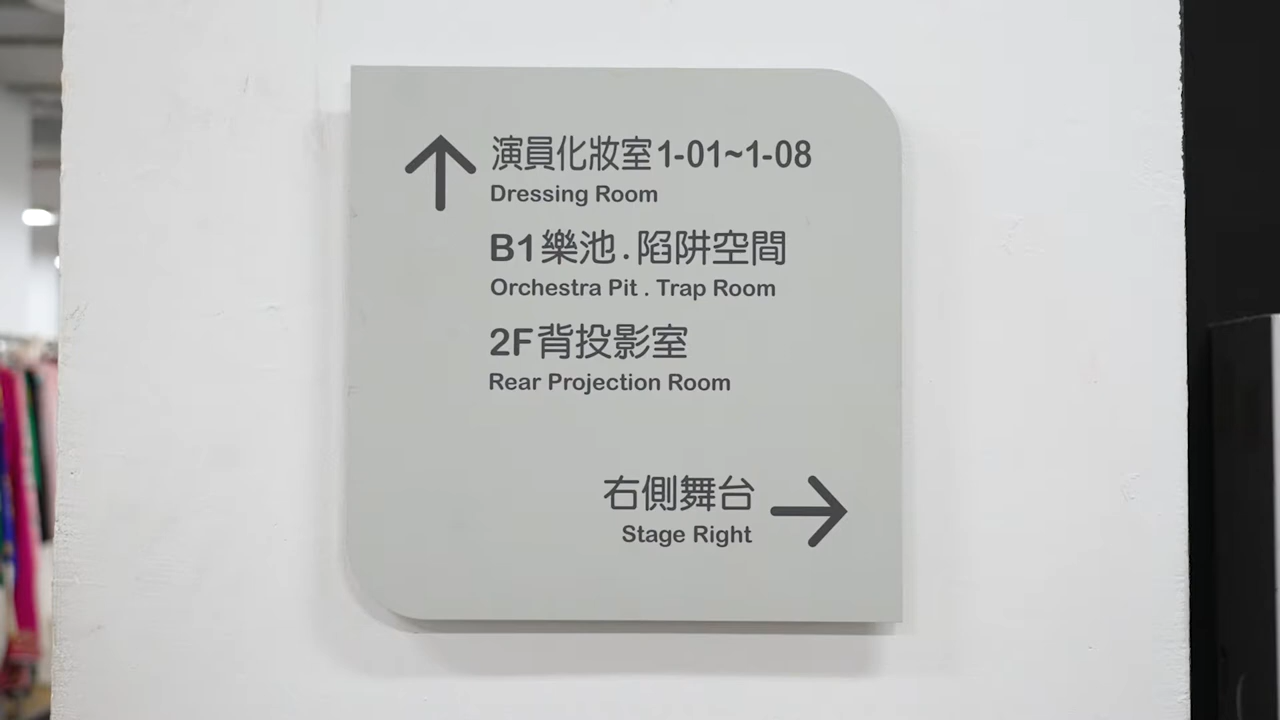 演員化妝室1-01~1-08
Dressing Room
B1樂池.陷阱空間
Orchestra Pit . Trap Room
2F背投影室
Rear Projection Room
右側舞台
Stage Right